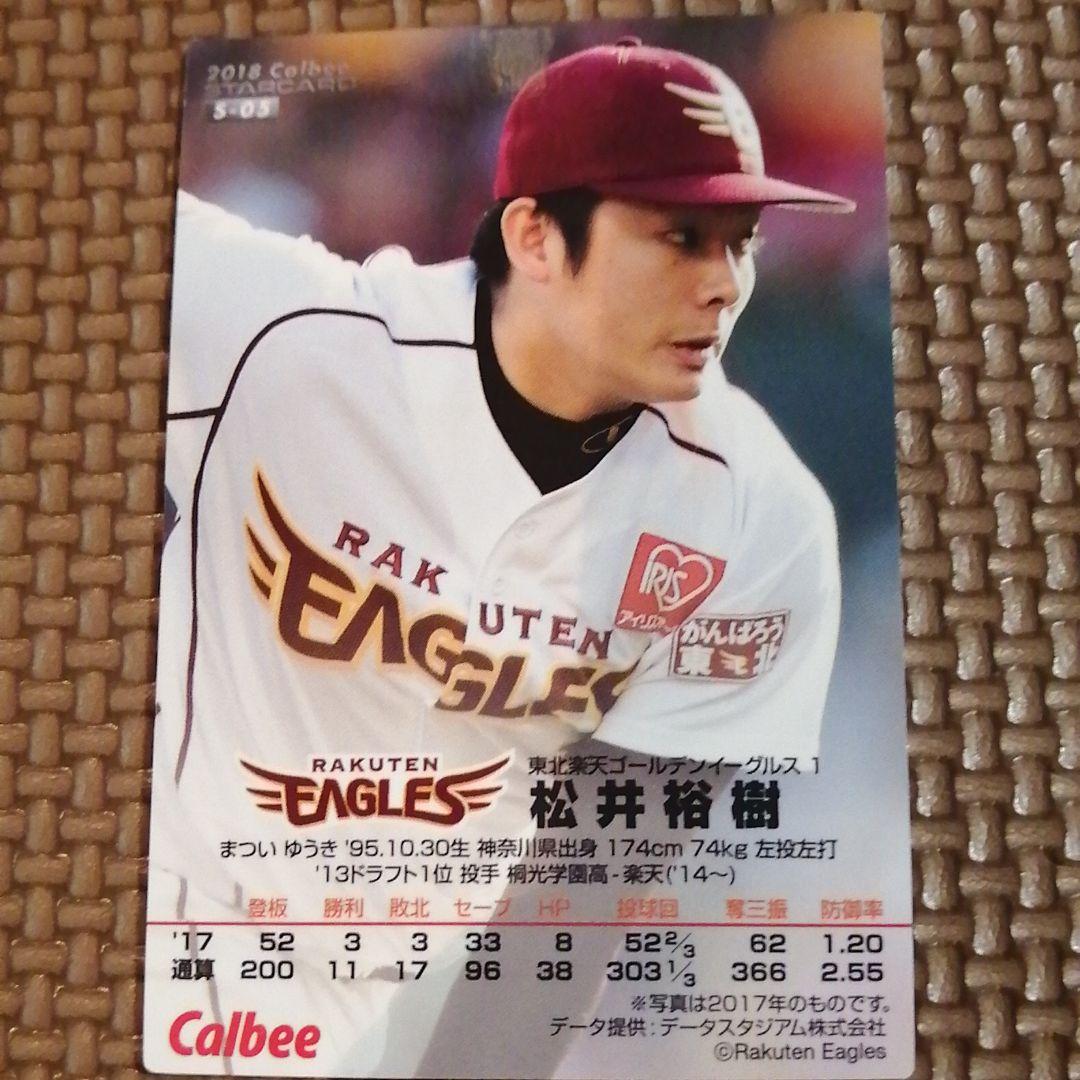 2018 Calbee
STARCARD
S-05
RAKUTEN
EAGLES
IRIS
アイリスオーヤマ
がんばろう
東北
RAKUTEN
EAGLES
東北楽天ゴールデンイーグルス 1
松井裕樹
まつい ゆうき '95.10.30生 神奈川県出身 174cm 74kg 左投左打
'13ドラフト1位 投手 桐光学園高-楽天('14～)
登板 勝利 敗北 セーブ HP 投球回 奪三振 防御率
'17 52 3 3 33 8 52 2/3 62 1.20
通算 200 11 17 96 38 303 1/3 366 2.55
※写真は2017年のものです。
データ提供:データスタジアム株式会社
Calbee
©Rakuten Eagles